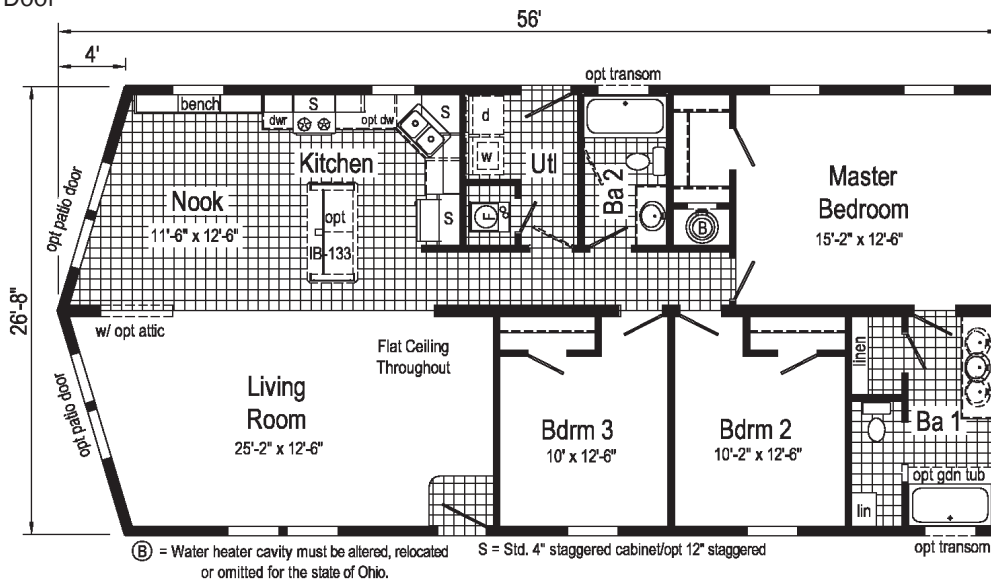 Door
56'
4'
opt transom
bench
S
S
dwr
opt dw
d
w
Kitchen
Utl
Ba 2
opt patio door
Nook
11'-6" x 12'-6"
opt
IB-133
S
F
B
Master
Bedroom
15'-2" x 12'-6"
26'-8"
w/ opt attic
Flat Ceiling
Throughout
linen
opt patio door
Living
Room
25'-2" x 12'-6"
Bdrm 3
10' x 12'-6"
Bdrm 2
10'-2" x 12'-6"
Ba 1
opt gdn tub
lin
B = Water heater cavity must be altered, relocated
or omitted for the state of Ohio.
S = Std. 4" staggered cabinet/opt 12" staggered
opt transom